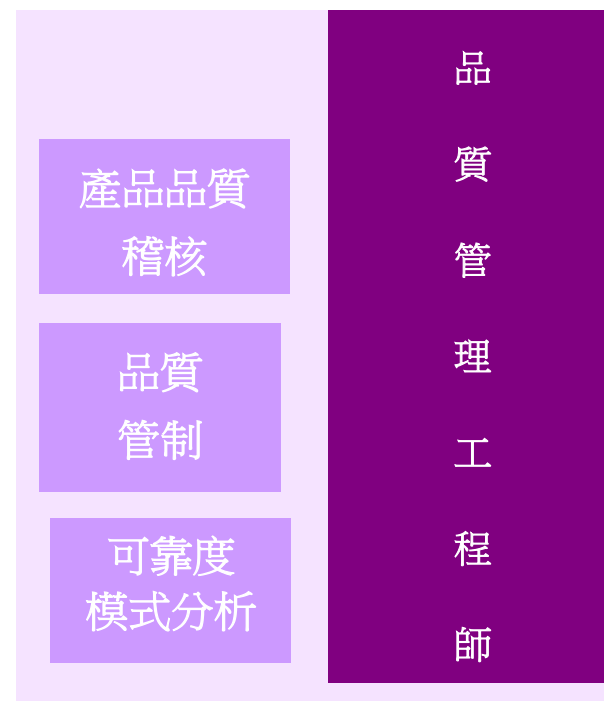 產品品質
稽核
品質
管制
可靠度
模式分析
品質管理工程師